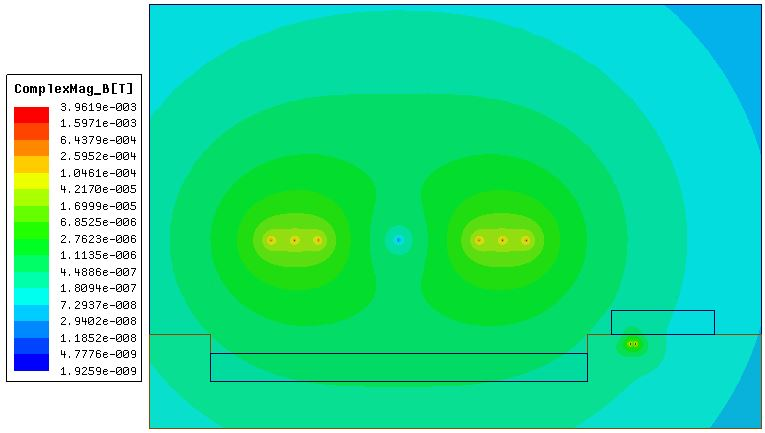 ComplexMag_B[T]
3.9619e-003
1.5971e-003
6.4379e-004
2.5952e-004
1.0461e-004
4.2170e-005
1.6999e-005
6.8525e-006
2.7623e-006
1.1135e-006
4.4886e-007
1.8094e-007
7.2937e-008
2.9402e-008
1.1852e-008
4.7776e-009
1.9259e-009